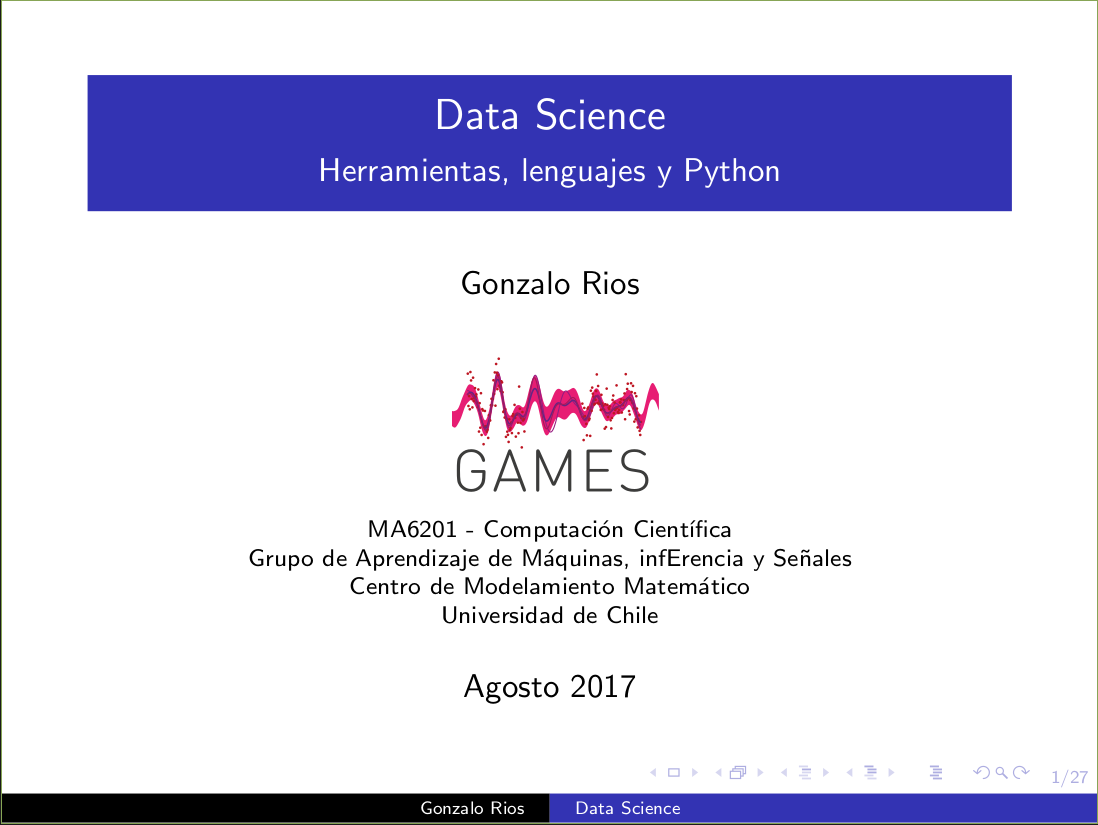 Data Science
Herramientas, lenguajes y Python
Gonzalo Rios
GAMES
MA6201 - Computación Científica
Grupo de Aprendizaje de Máquinas, infErencia y Señales
Centro de Modelamiento Matemático
Universidad de Chile
Agosto 2017
1/27
Gonzalo Rios
Data Science